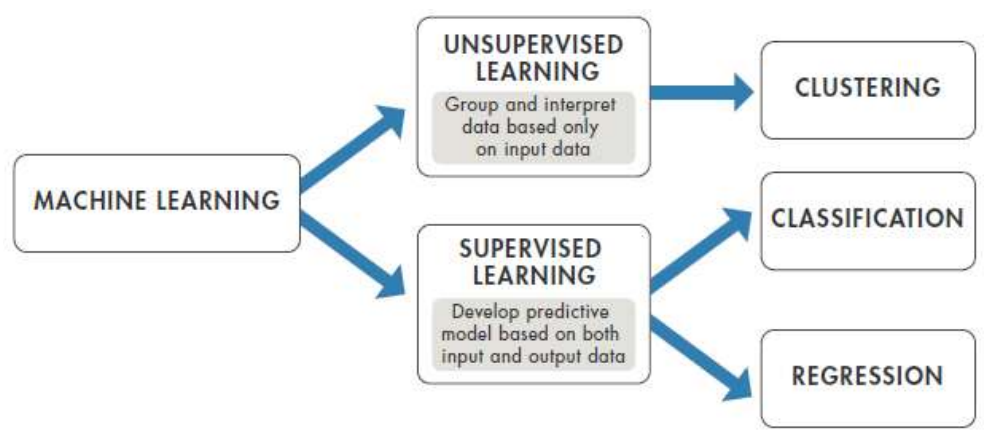 MACHINE LEARNING
UNSUPERVISED
LEARNING
Group and interpret
data based only
on input data
CLUSTERING
SUPERVISED
LEARNING
Develop predictive
model based on both
input and output data
CLASSIFICATION
REGRESSION